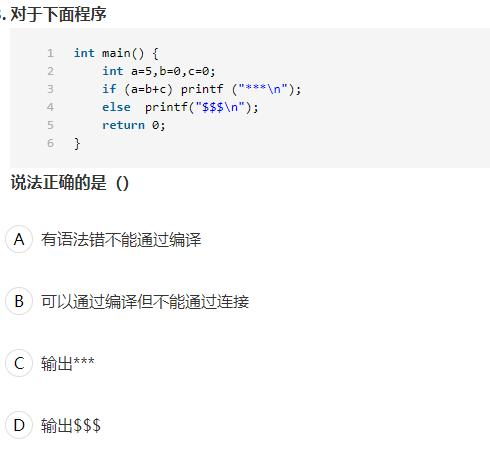 . 对于下面程序
1 int main() {
2 int a=5,b=0,c=0;
3 if (a=b+c) printf ("***\n");
4 else printf("$$$\n");
5 return 0;
6 }
说法正确的是 ()
A 有语法错不能通过编译
B 可以通过编译但不能通过连接
C 输出***
D 输出$$$